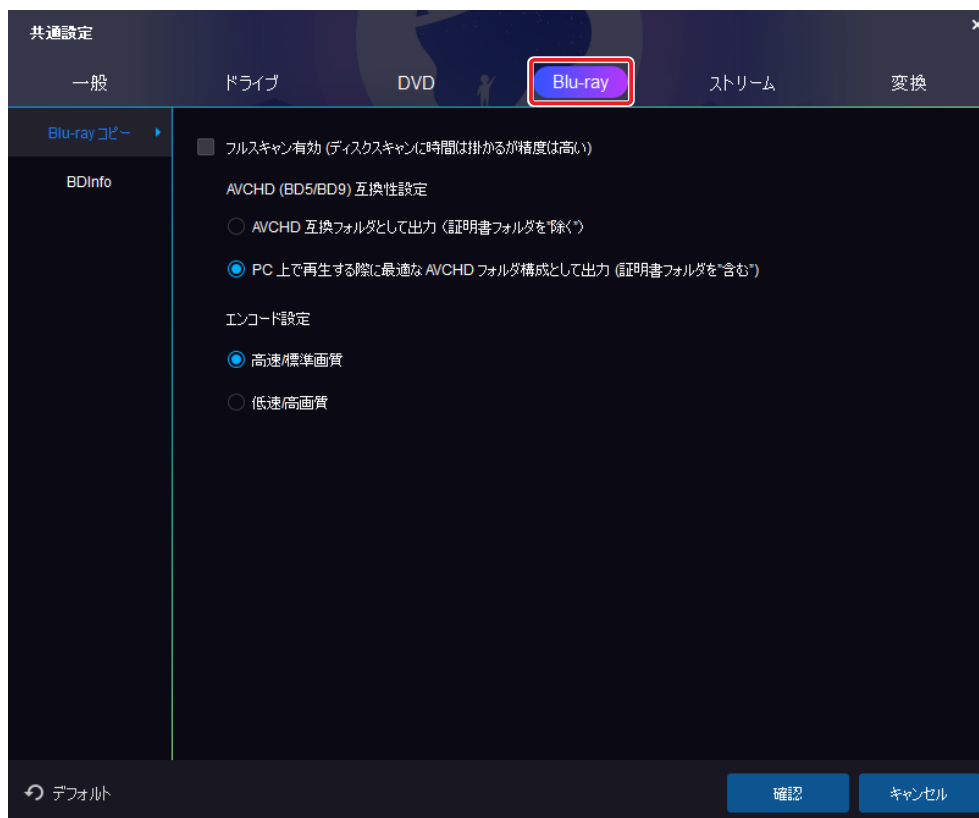 共通設定
一般 ドライブ DVD Blu-ray ストリーム 変換
Blu-ray コピー
BDInfo
フルスキャン有効 (ディスクスキャンに時間は掛かるが精度は高い)
AVCHD (BD5/BD9) 互換性設定
AVCHD 互換フォルダとして出力 (証明書フォルダを"除く")
PC 上で再生する際に最適な AVCHD フォルダ構成として出力 (証明書フォルダを"含む")
エンコード設定
高速/標準画質
低速/高画質
デフォルト 確認 キャンセル